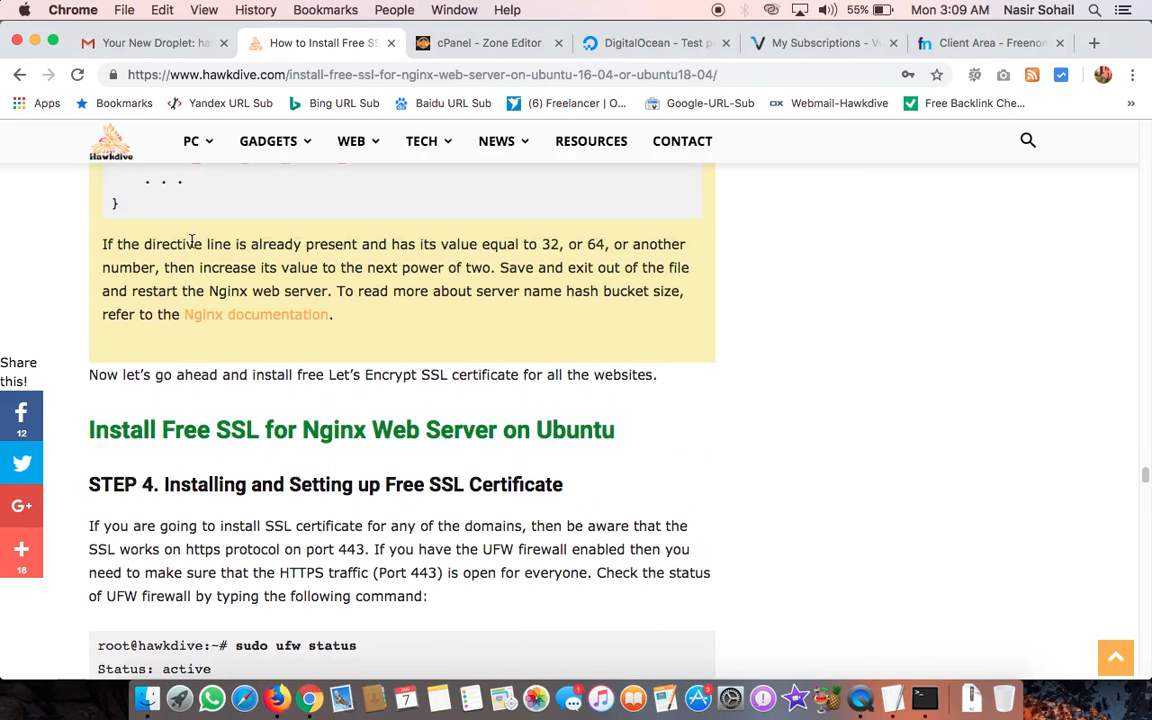 Chrome File Edit View History Bookmarks People Window Help 55% Mon 3:09 AM Nasir Sohail
Your New Droplet: ha How to Install Free SS cPanel - Zone Editor DigitalOcean - Test p My Subscriptions - Vu Client Area - Freenom
https://www.hawkdive.com/install-free-ssl-for-nginx-web-server-on-ubuntu-16-04-or-ubuntu18-04/
Apps Bookmarks Yandex URL Sub Bing URL Sub Baidu URL Sub (6) Freelancer | O... Google-URL-Sub Webmail-Hawkdive Free Backlink Che... »
Hawkdive PC GADGETS WEB TECH NEWS RESOURCES CONTACT
. . .
}
If the directive line is already present and has its value equal to 32, or 64, or another
number, then increase its value to the next power of two. Save and exit out of the file
and restart the Nginx web server. To read more about server name hash bucket size,
refer to the Nginx documentation.
Share
this!
12
18
Now let's go ahead and install free Let's Encrypt SSL certificate for all the websites.
Install Free SSL for Nginx Web Server on Ubuntu
STEP 4. Installing and Setting up Free SSL Certificate
If you are going to install SSL certificate for any of the domains, then be aware that the
SSL works on https protocol on port 443. If you have the UFW firewall enabled then you
need to make sure that the HTTPS traffic (Port 443) is open for everyone. Check the status
of UFW firewall by typing the following command:
root@hawkdive:~# sudo ufw status
Status: active